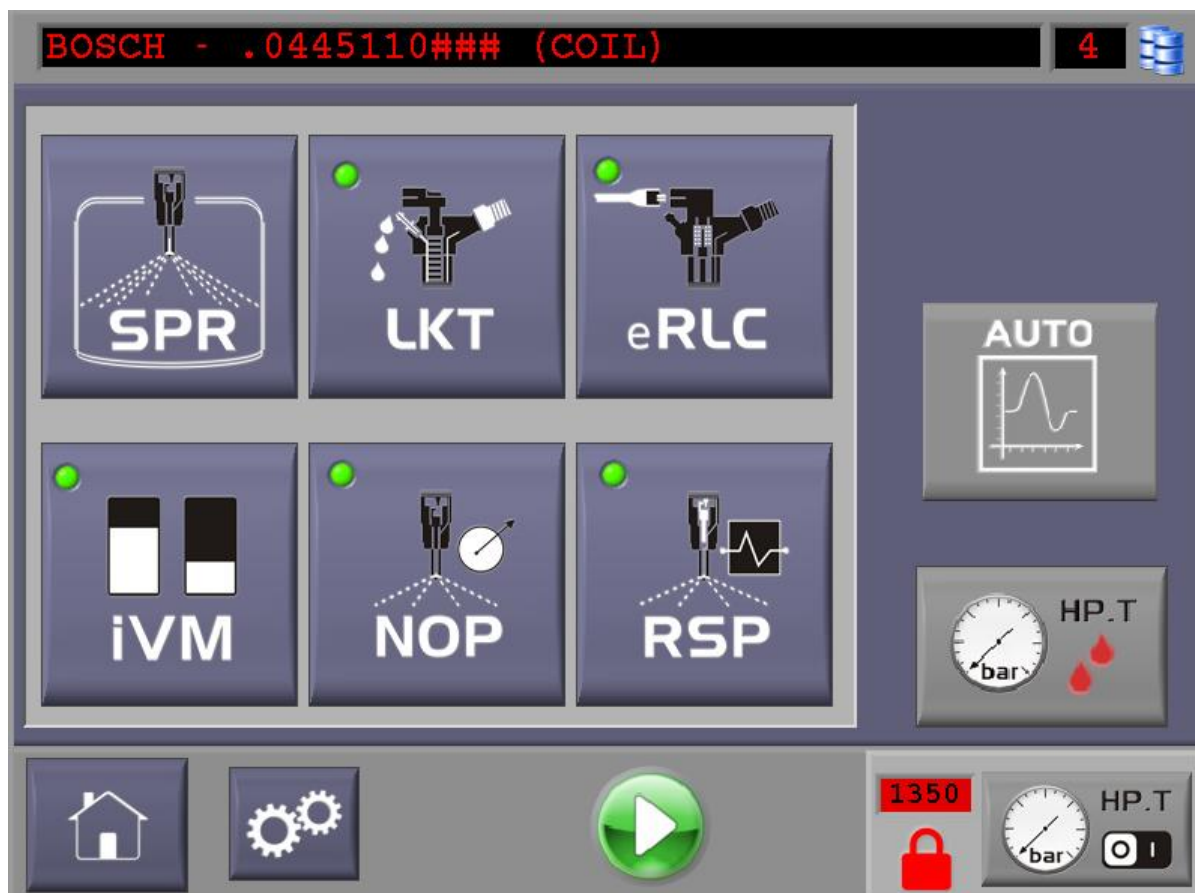 BOSCH - .0445110### (COIL)
4
SPR
LKT
eRLC
AUTO
iVM
NOP
RSP
bar
HP.T
1350
bar
HP.T
O I